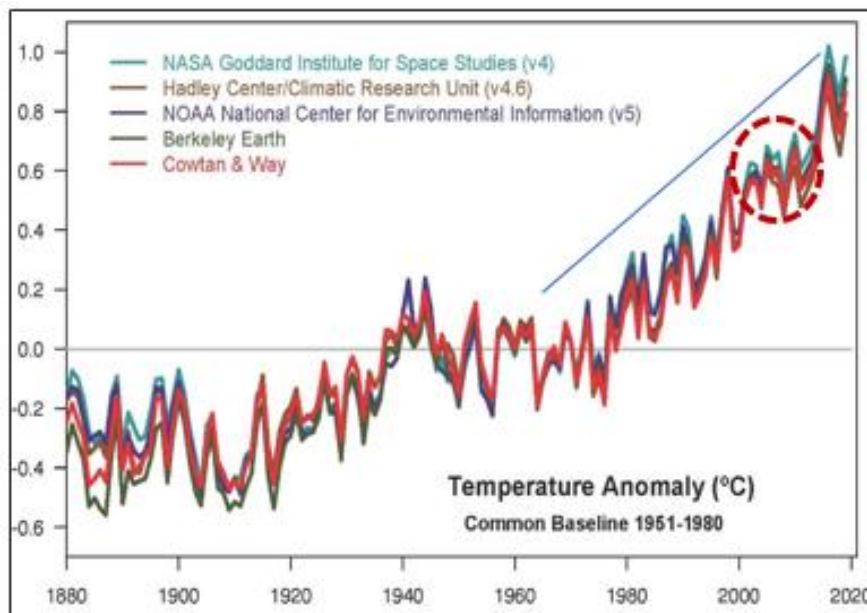 1.0
0.8
0.6
0.4
0.2
0.0
-0.2
-0.4
-0.6
NASA Goddard Institute for Space Studies (v4)
Hadley Center/Climatic Research Unit (v4.6)
NOAA National Center for Environmental Information (v5)
Berkeley Earth
Cowtan & Way
Temperature Anomaly (ºC)
Common Baseline 1951-1980
1880 1900 1920 1940 1960 1980 2000 2020